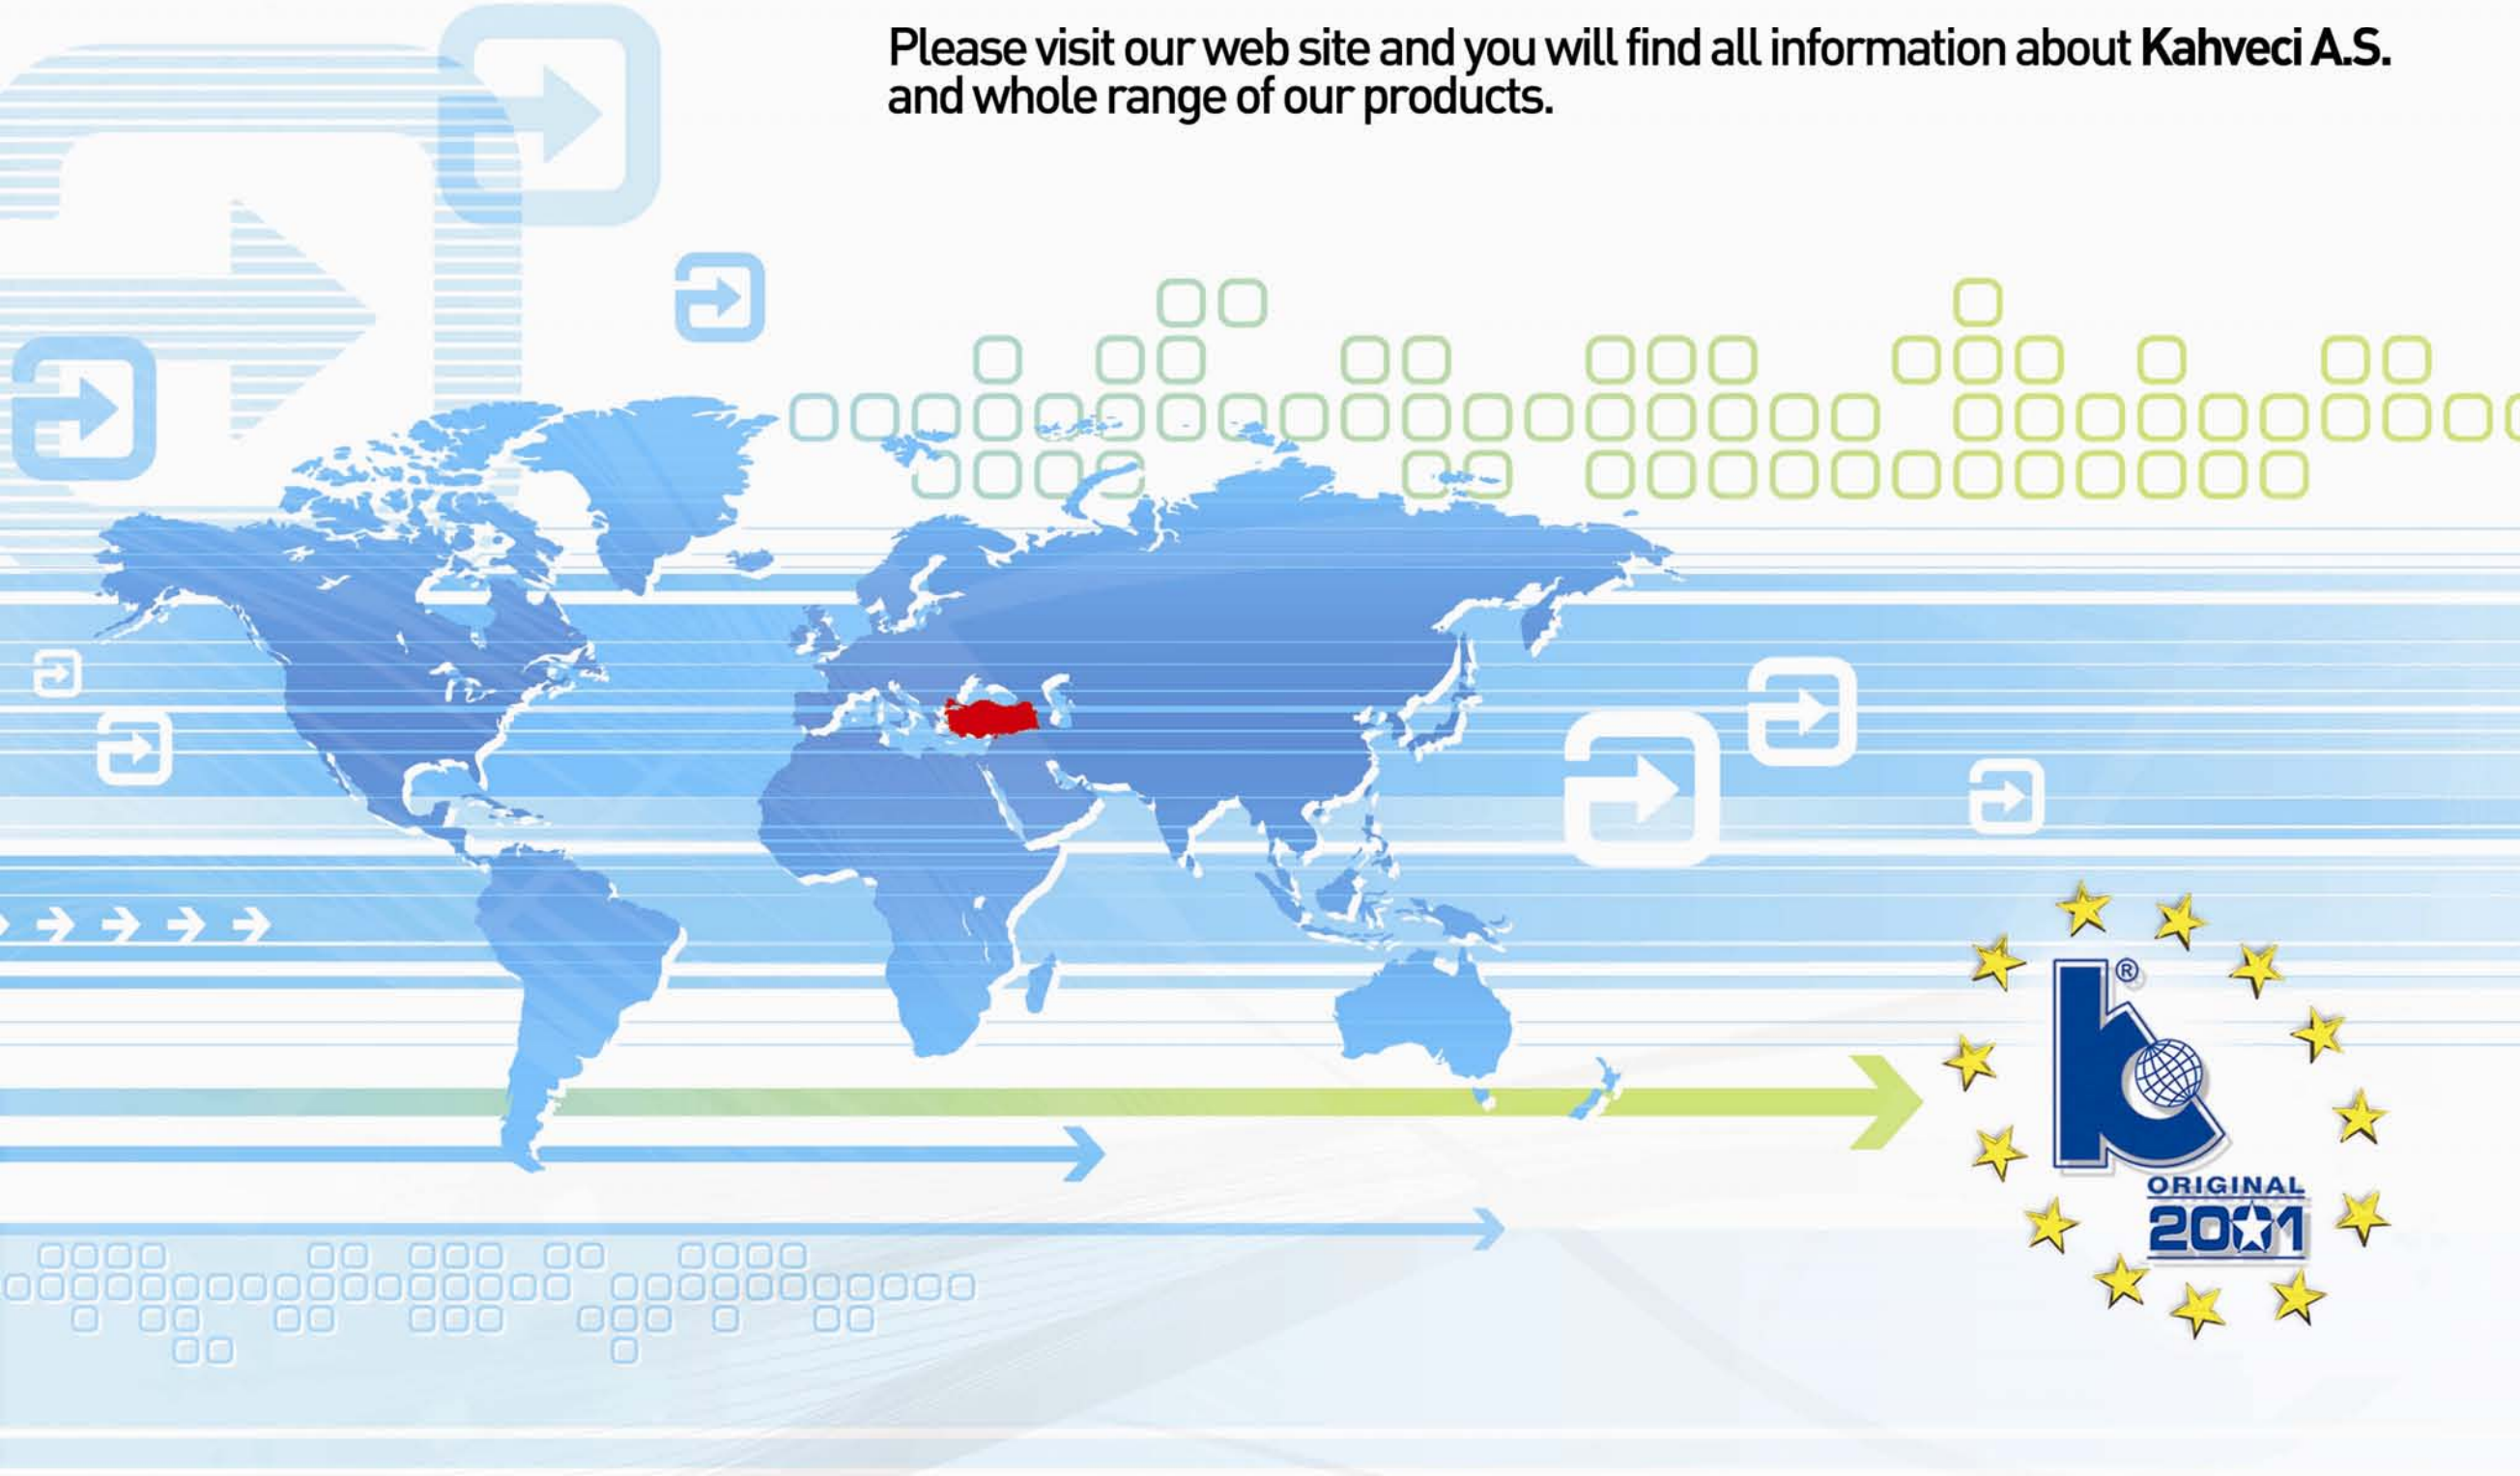 Please visit our web site and you will find all information about Kahveci A.S.
and whole range of our products.
k®
ORIGINAL
2001